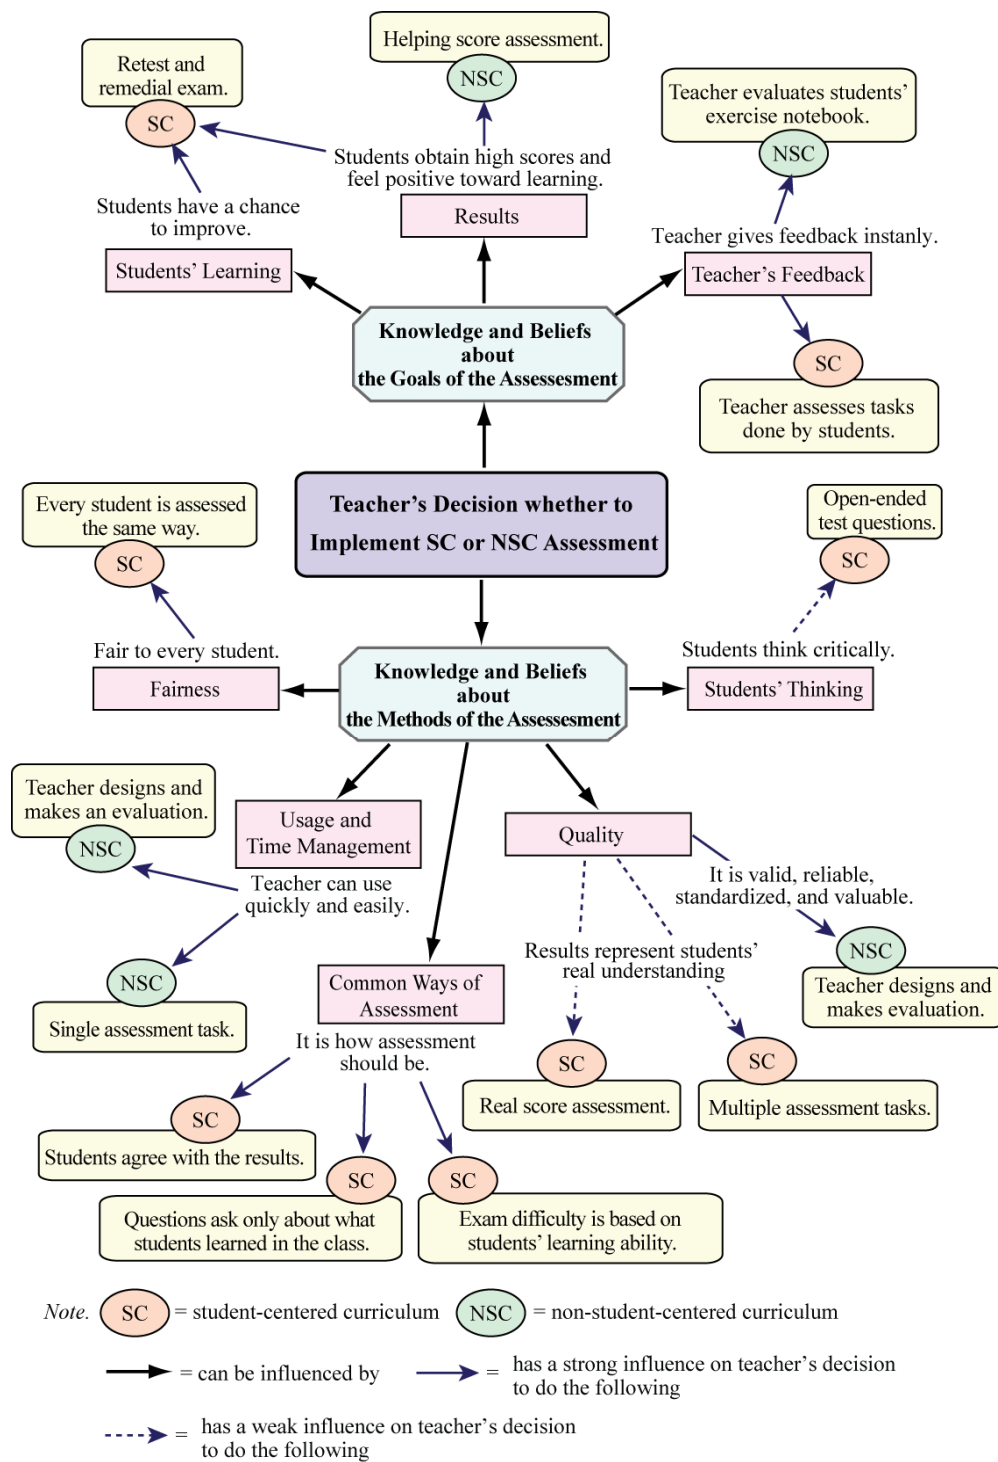 Helping score assessment.
NSC
Retest and
remedial exam.
SC
Teacher evaluates students'
exercise notebook.
NSC
Students obtain high scores and
feel positive toward learning.
Results
Students have a chance
to improve.
Students' Learning
Teacher gives feedback instanly.
Teacher's Feedback
Knowledge and Beliefs
about
the Goals of the Assessesment
SC
Teacher assesses tasks
done by students.
Teacher's Decision whether to
Implement SC or NSC Assessment
Every student is assessed
the same way.
SC
Open-ended
test questions.
SC
Fair to every student.
Fairness
Students think critically.
Students' Thinking
Knowledge and Beliefs
about
the Methods of the Assessesment
Teacher designs and
makes an evaluation.
NSC
Usage and
Time Management
Teacher can use
quickly and easily.
Quality
It is valid, reliable,
standardized, and valuable.
NSC
Single assessment task.
Common Ways of
Assessment
It is how assessment
should be.
Results represent students'
real understanding
NSC
Teacher designs and
makes evaluation.
SC
Real score assessment.
SC
Multiple assessment tasks.
SC
Students agree with the results.
SC
Questions ask only about what
students learned in the class.
SC
Exam difficulty is based on
students' learning ability.
Note. SC = student-centered curriculum NSC = non-student-centered curriculum
= can be influenced by
= has a strong influence on teacher's decision
to do the following
= has a weak influence on teacher's decision
to do the following